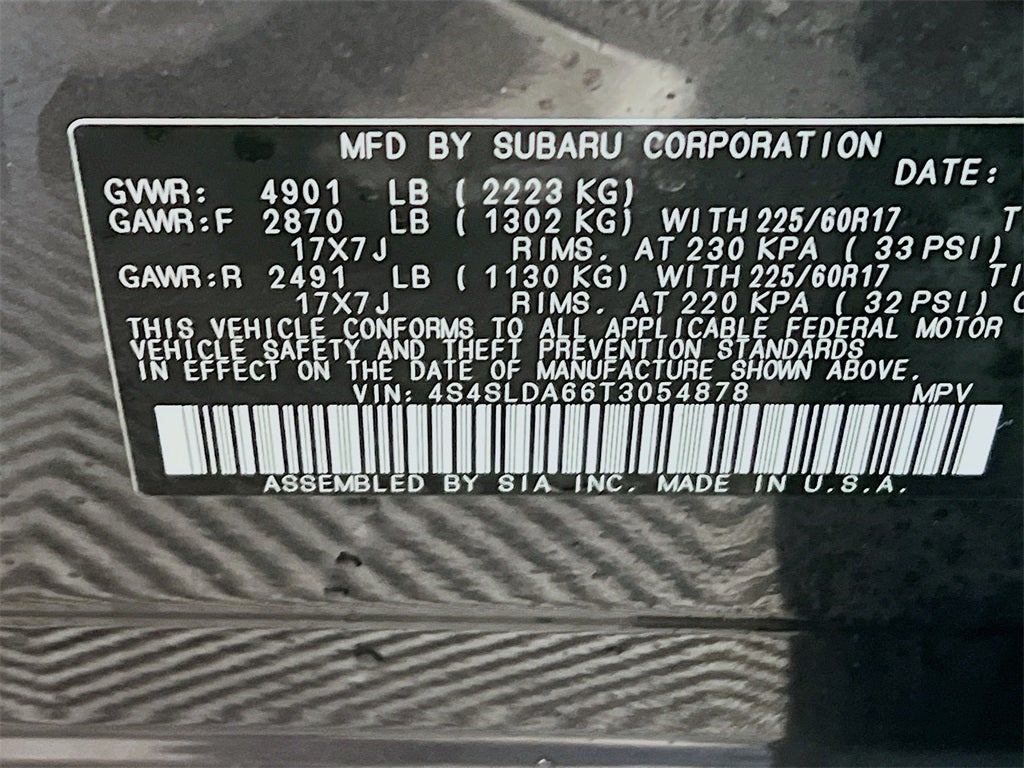 MFD BY SUBARU CORPORATION
DATE:
GVWR: 4901 LB ( 2223 KG)
GAWR:F 2870 LB ( 1302 KG) WITH 225/60R17 T
17X7J RIMS. AT 230 KPA ( 33 PSI)
GAWR:R 2491 LB ( 1130 KG) WITH 225/60R17 TI
17X7J RIMS. AT 220 KPA ( 32 PSI) C
THIS VEHICLE CONFORMS TO ALL APPLICABLE FEDERAL MOTOR
VEHICLE SAFETY AND THEFT PREVENTION STANDARDS
IN EFFECT ON THE DATE OF MANUFACTURE SHOWN ABOVE.
VIN: 4S4SLDA66T3054878 MPV
ASSEMBLED BY SIA INC. MADE IN U.S.A.